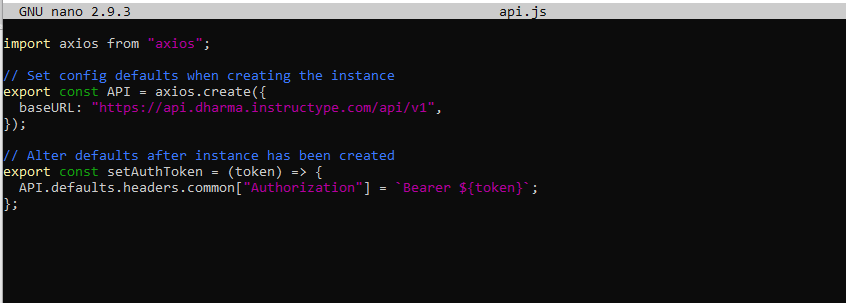 GNU nano 2.9.3 api.js
import axios from "axios";
// Set config defaults when creating the instance
export const API = axios.create({
  baseURL: "https://api.dharma.instructype.com/api/v1",
});
// Alter defaults after instance has been created
export const setAuthToken = (token) => {
  API.defaults.headers.common["Authorization"] = `Bearer ${token}`;
};